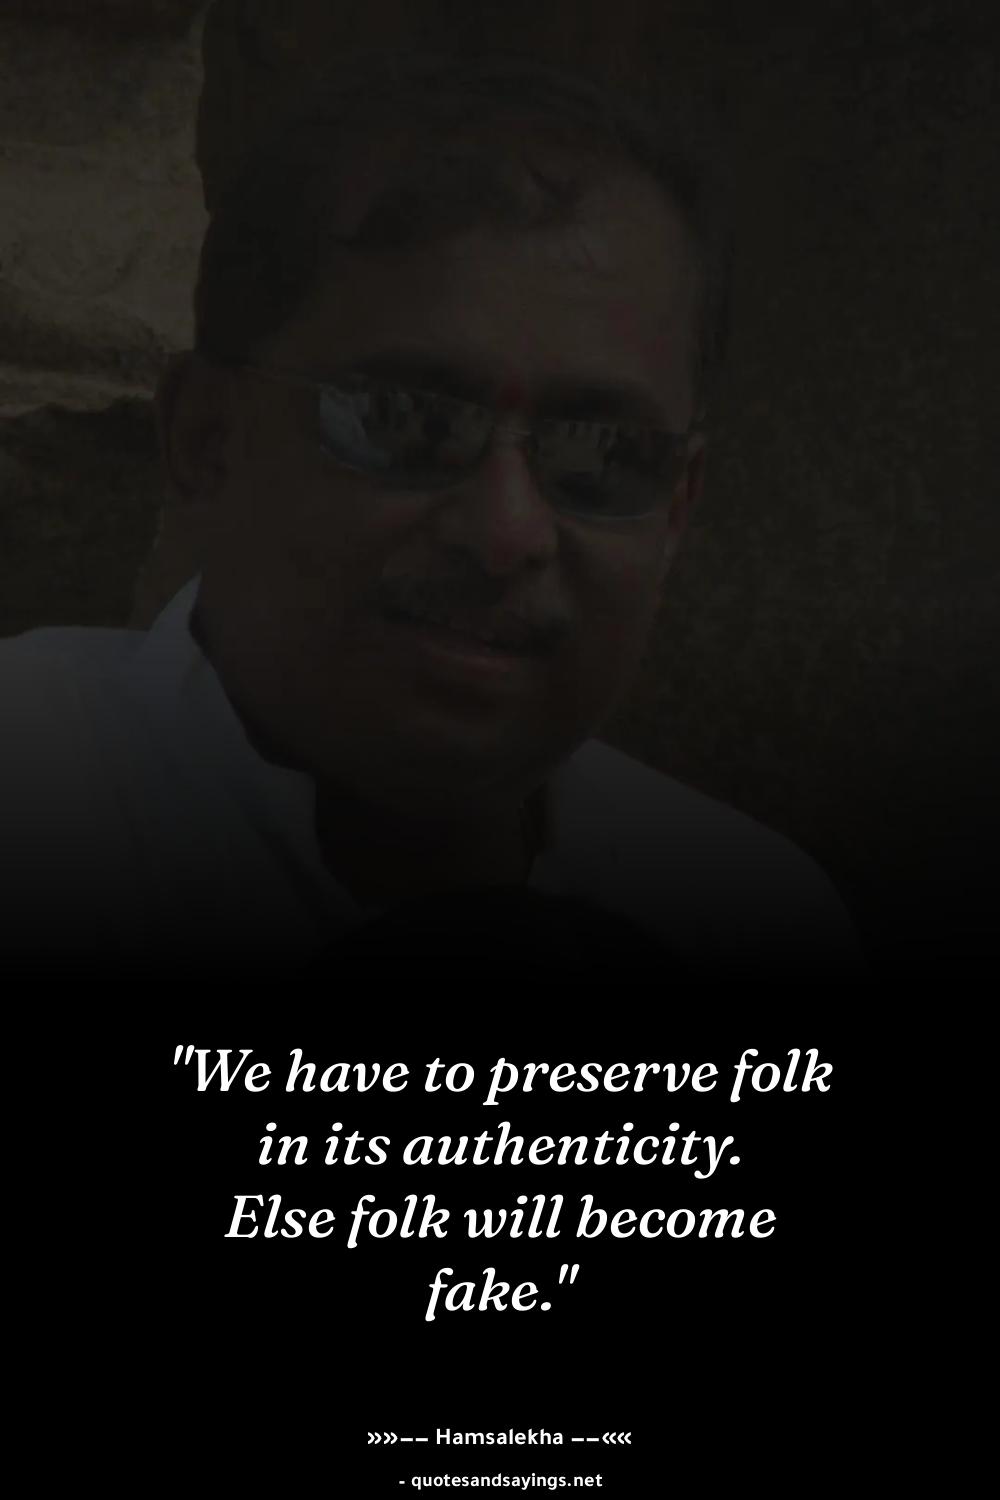 "We have to preserve folk
in its authenticity.
Else folk will become
fake."
»»−− Hamsalekha −−««
- quotesandsayings.net